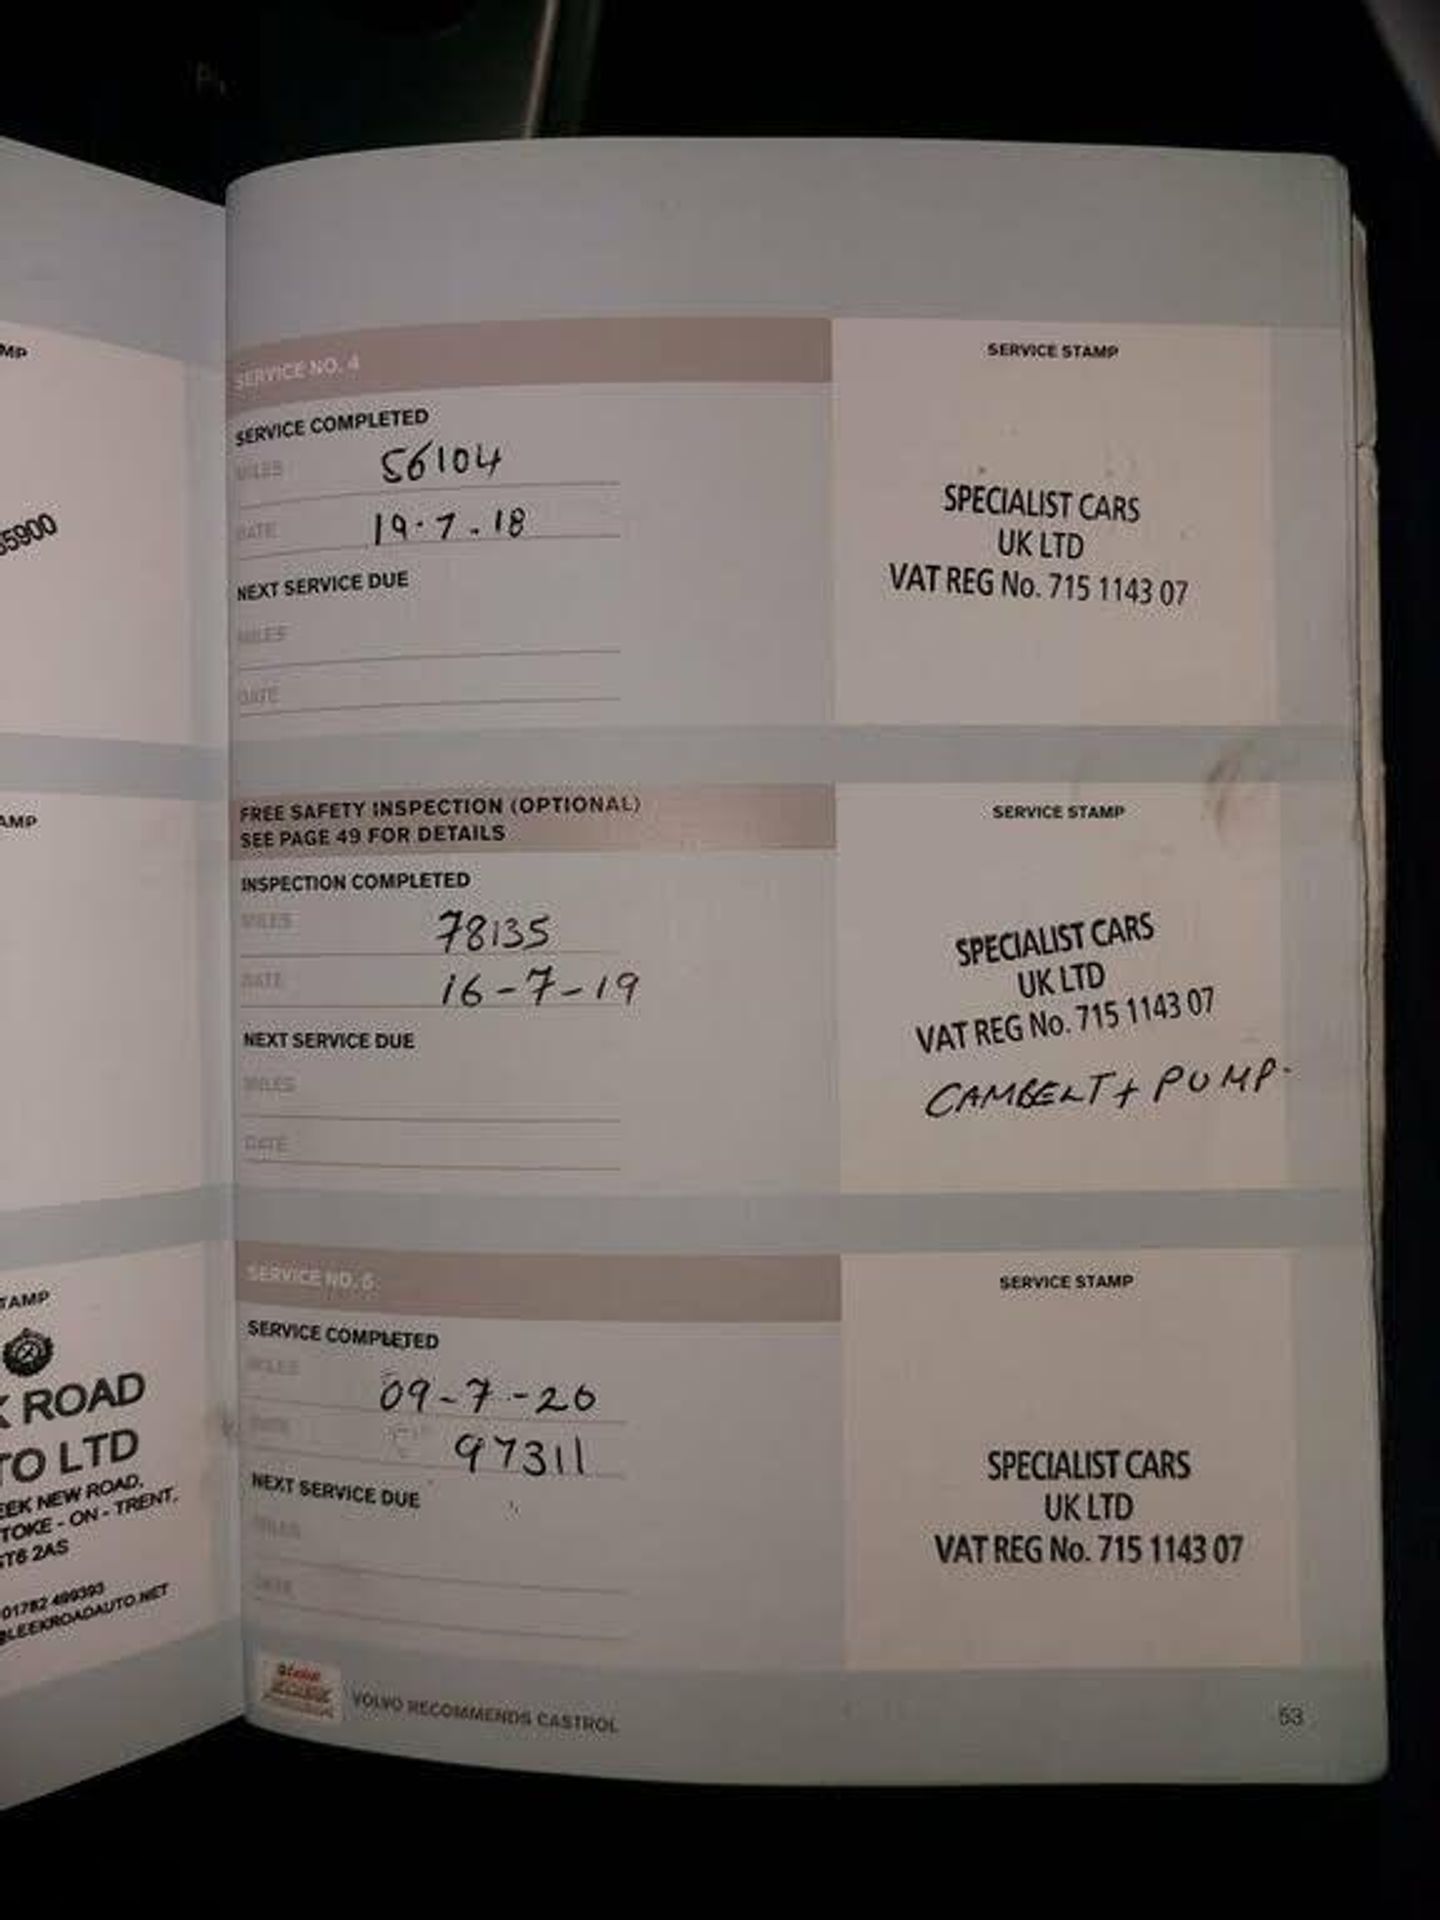 MP
65900
AMP
TAMP
K ROAD
TO LTD
EEK NEW ROAD,
TOKE - ON - TRENT,
ST6 2AS
01782 499393
@LEEKROADAUTO.NET
SERVICE NO. 4
SERVICE COMPLETED
MILES 56104
DATE 19.7.18
NEXT SERVICE DUE
MILES
DATE
SERVICE STAMP
SPECIALIST CARS
UK LTD
VAT REG No. 715 1143 07
FREE SAFETY INSPECTION (OPTIONAL)
SEE PAGE 49 FOR DETAILS
INSPECTION COMPLETED
MILES 78135
DATE 16-7-19
NEXT SERVICE DUE
MILES
DATE
SERVICE STAMP
SPECIALIST CARS
UK LTD
VAT REG No. 715 1143 07
CAMBELT + PUMP.
SERVICE NO. 5
SERVICE COMPLETED
MILES 09-7-20
DATE 97311
NEXT SERVICE DUE
MILES
DATE
SERVICE STAMP
SPECIALIST CARS
UK LTD
VAT REG No. 715 1143 07
VOLVO RECOMMENDS CASTROL
53